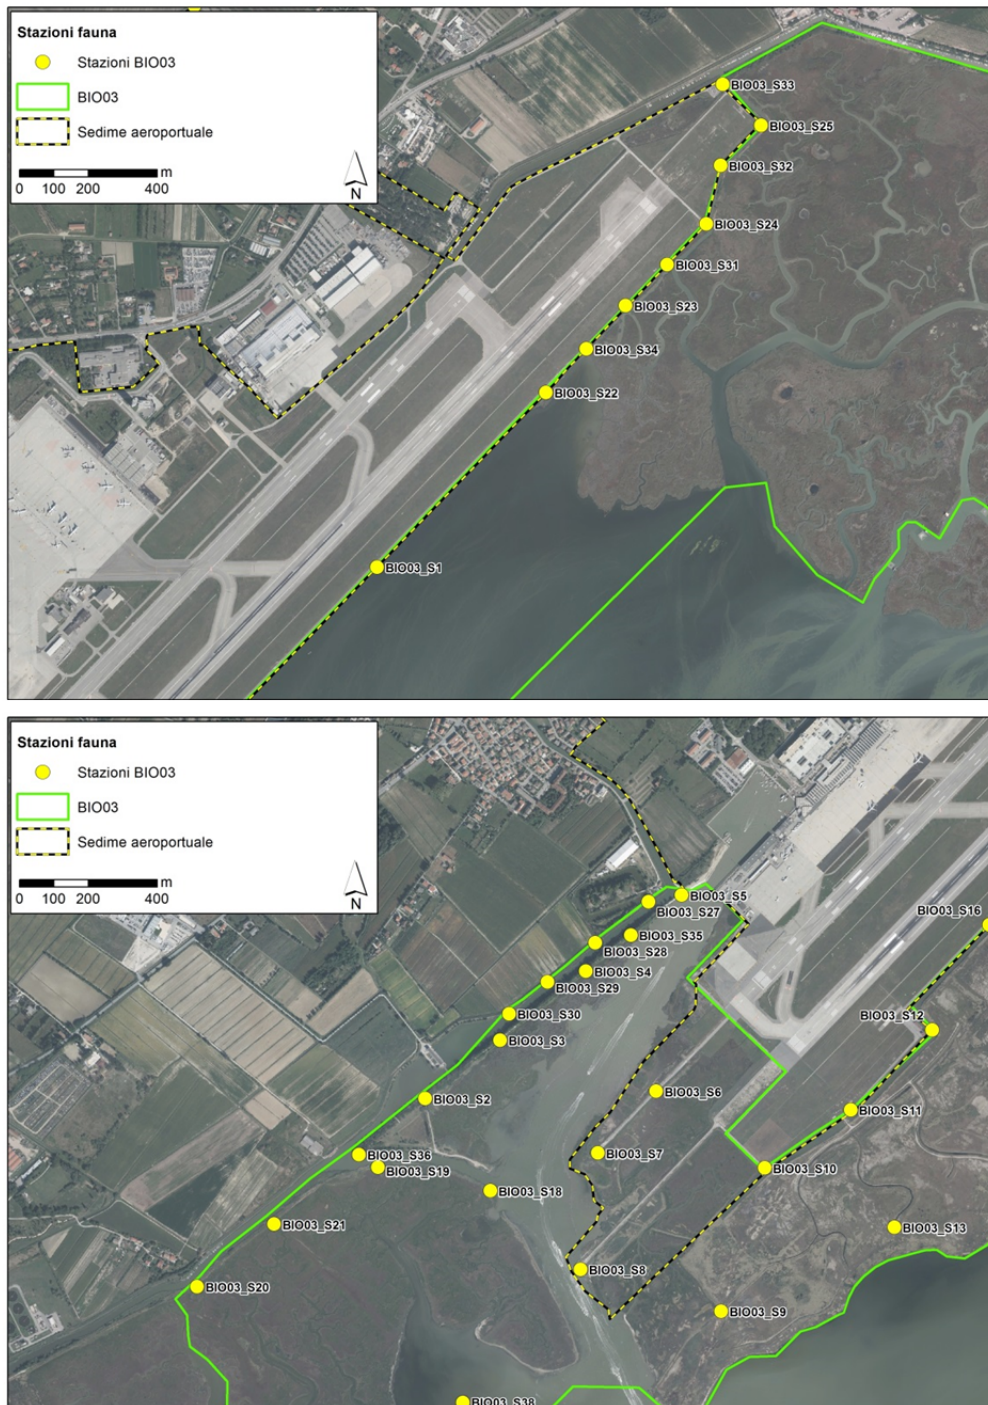 Stazioni fauna
Stazioni BIO03
BIO03
Sedime aeroportuale
0 100 200 400 m
N
BIO03_S33
BIO03_S25
BIO03_S32
BIO03_S24
BIO03_S31
BIO03_S23
BIO03_S34
BIO03_S22
BIO03_S1
Stazioni fauna
Stazioni BIO03
BIO03
Sedime aeroportuale
0 100 200 400 m
N
BIO03_S5
BIO03_S27
BIO03_S16
BIO03_S35
BIO03_S28
BIO03_S4
BIO03_S29
BIO03_S30
BIO03_S12
BIO03_S3
BIO03_S6
BIO03_S2
BIO03_S11
BIO03_S7
BIO03_S36
BIO03_S19
BIO03_S10
BIO03_S18
BIO03_S21
BIO03_S13
BIO03_S8
BIO03_S20
BIO03_S9
BIO03_S38